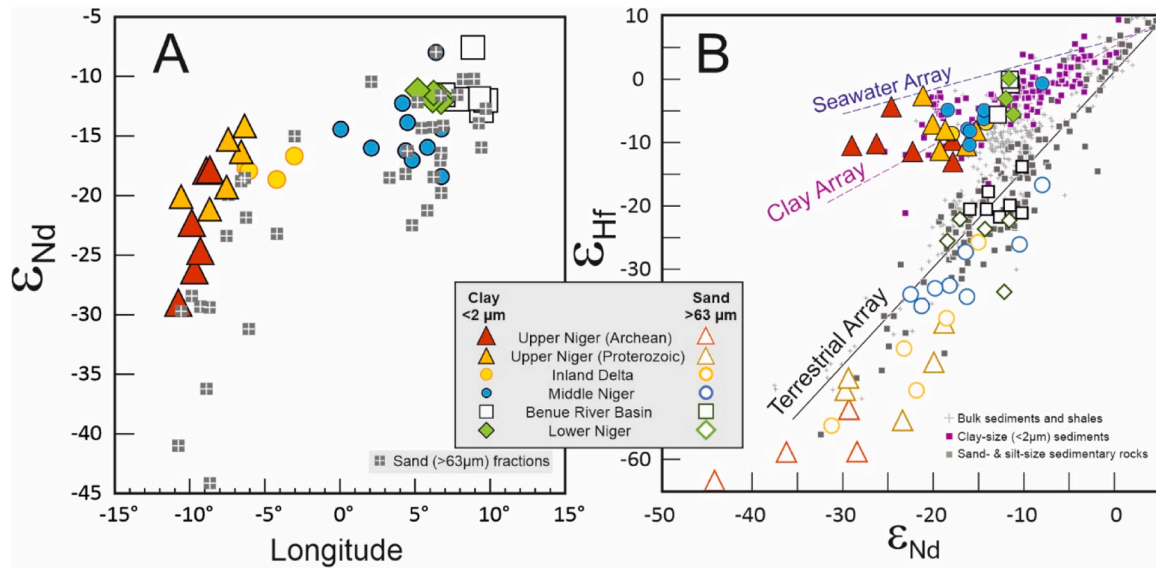 A
-5
-10
-15
-20
-25
-30
-35
-40
-45
εNd
-15°
-10°
-5°
0°
5°
10°
15°
Longitude
B
10
0
-10
-20
-30
-60
εHf
-50
-40
-30
-20
-10
0
εNd
Seawater Array
Clay Array
Terrestrial Array
Clay <2 µm
Sand >63 µm
Upper Niger (Archean)
Upper Niger (Proterozoic)
Inland Delta
Middle Niger
Benue River Basin
Lower Niger
Sand (>63µm) fractions
Bulk sediments and shales
Clay-size (<2µm) sediments
Sand- & silt-size sedimentary rocks